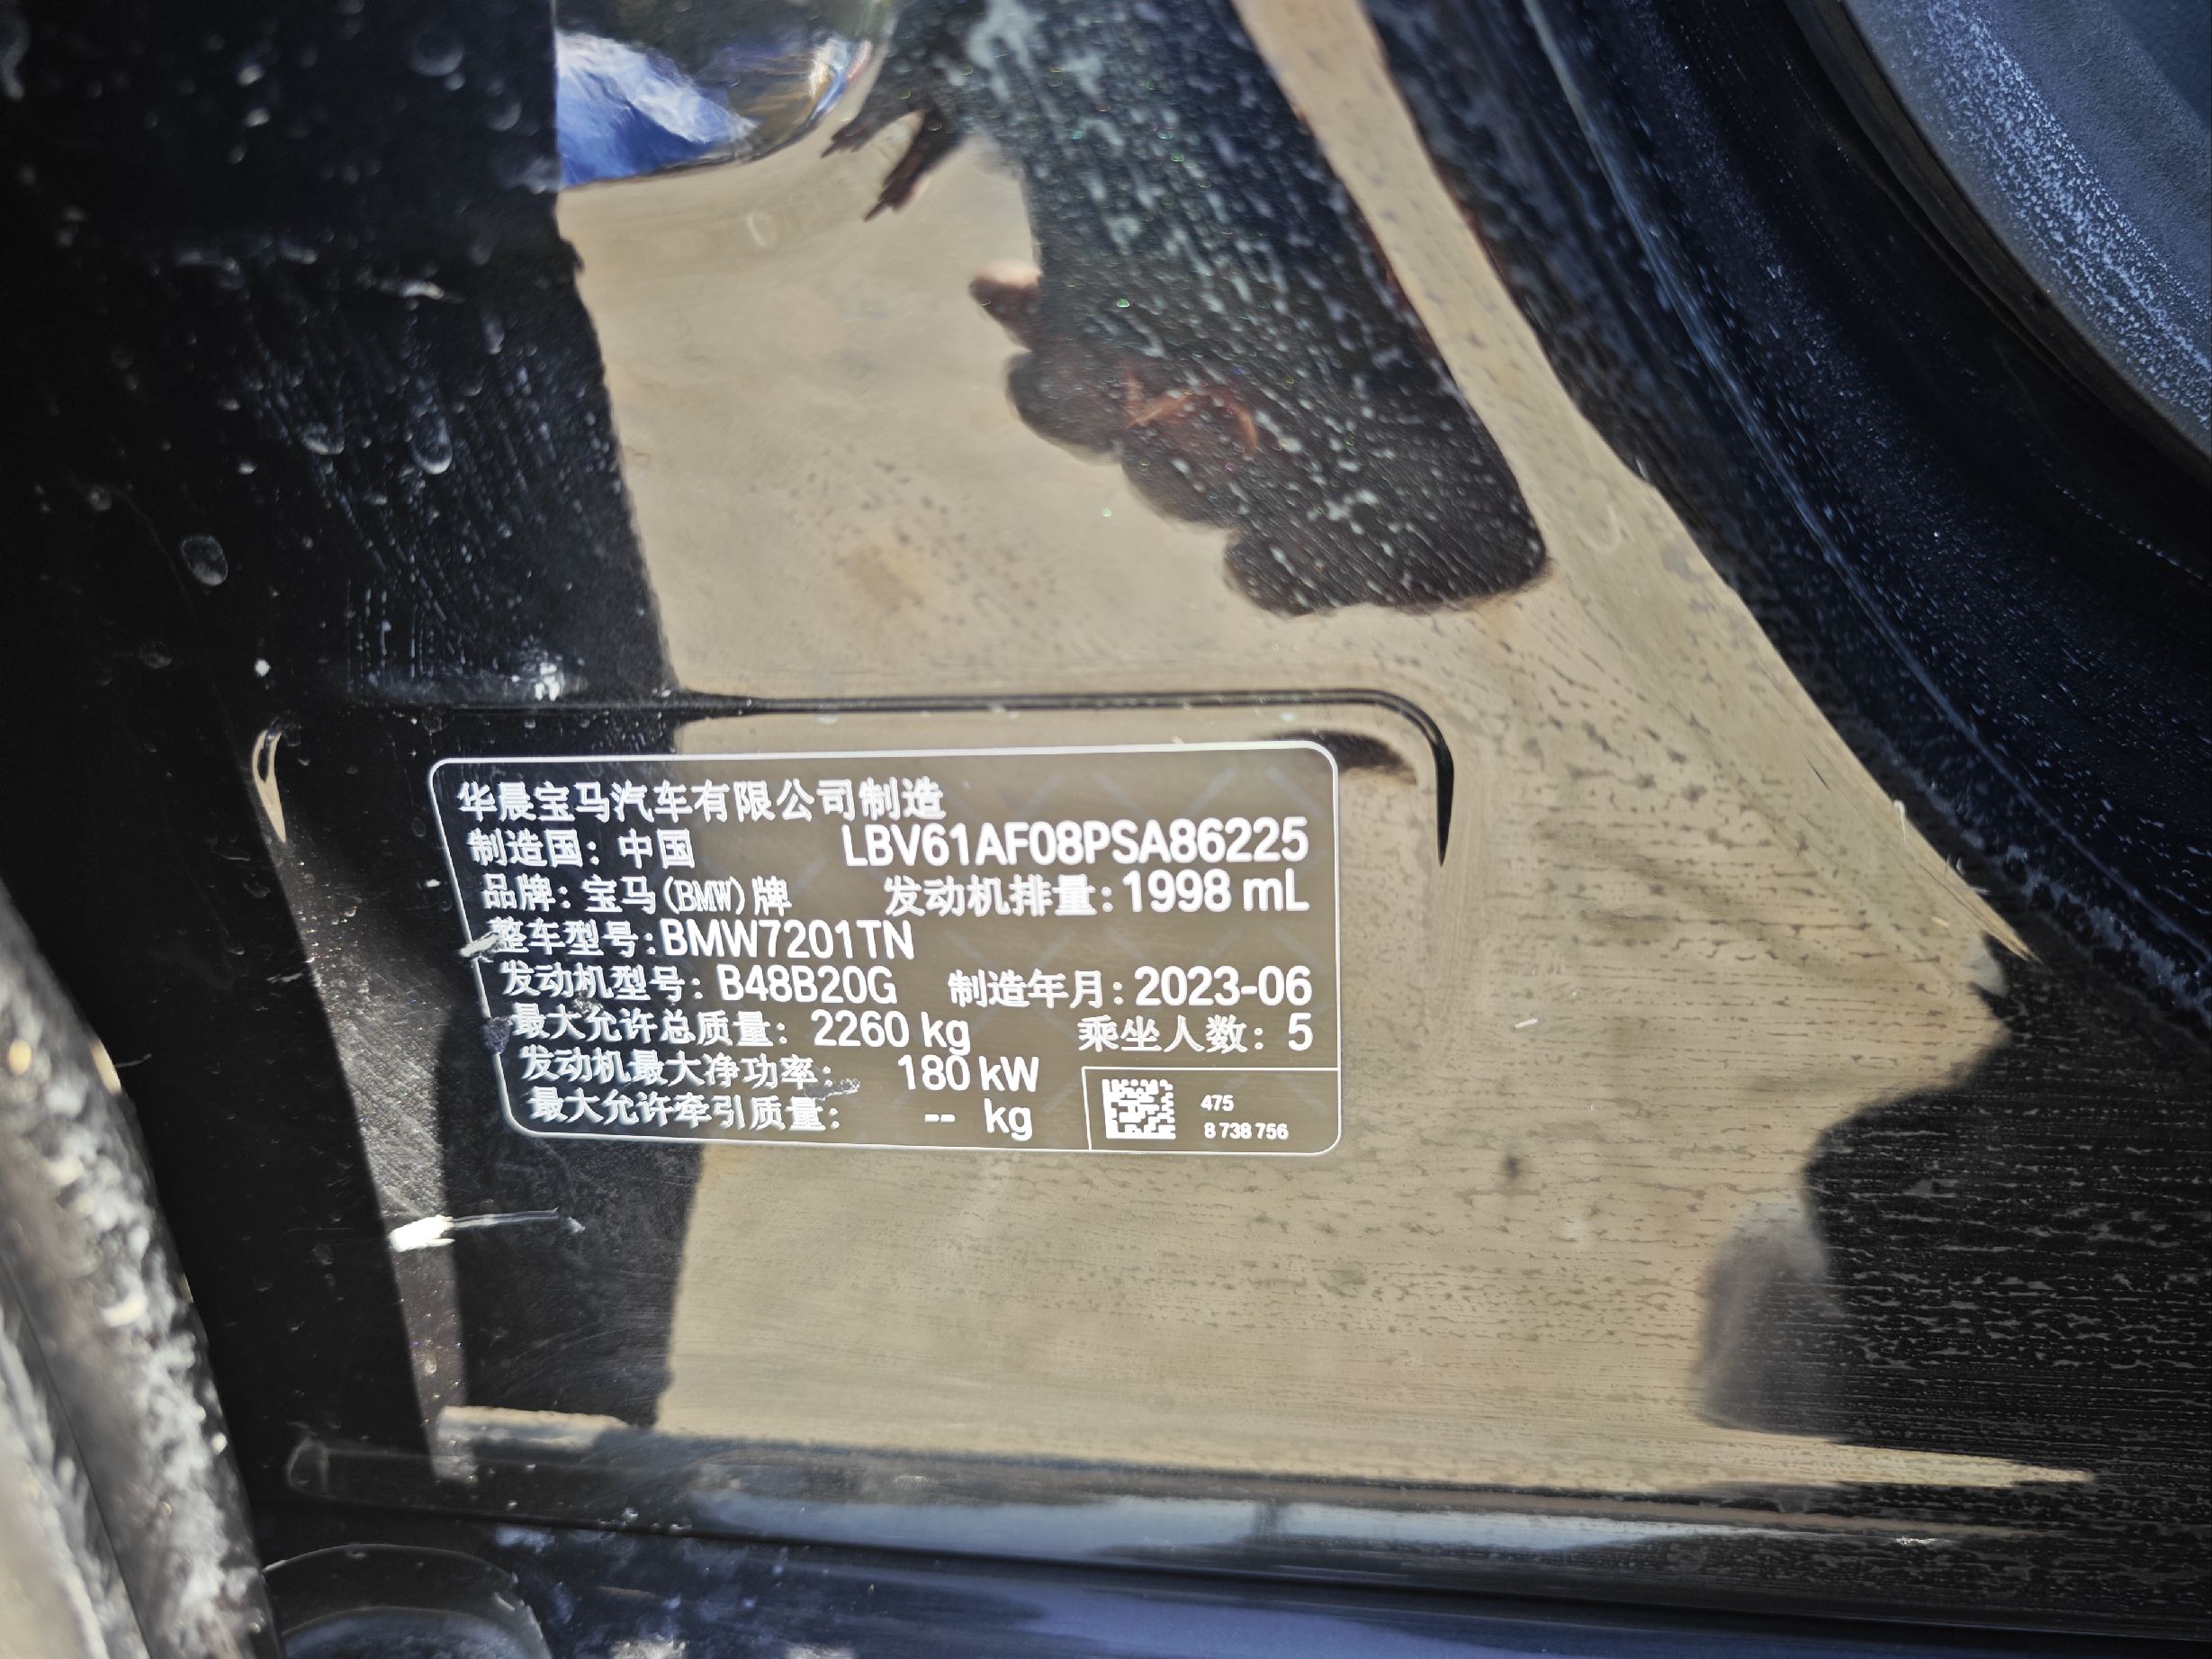 华晨宝马汽车有限公司制造
制造国：中国 LBV61AF08PSA86225
品牌：宝马(BMW)牌 发动机排量：1998 mL
整车型号：BMW7201TN
发动机型号：B48B20G 制造年月：2023-06
最大允许总质量：2260 kg 乘坐人数：5
发动机最大净功率：180 kW
最大允许牵引质量：-- kg
475
8 738 756